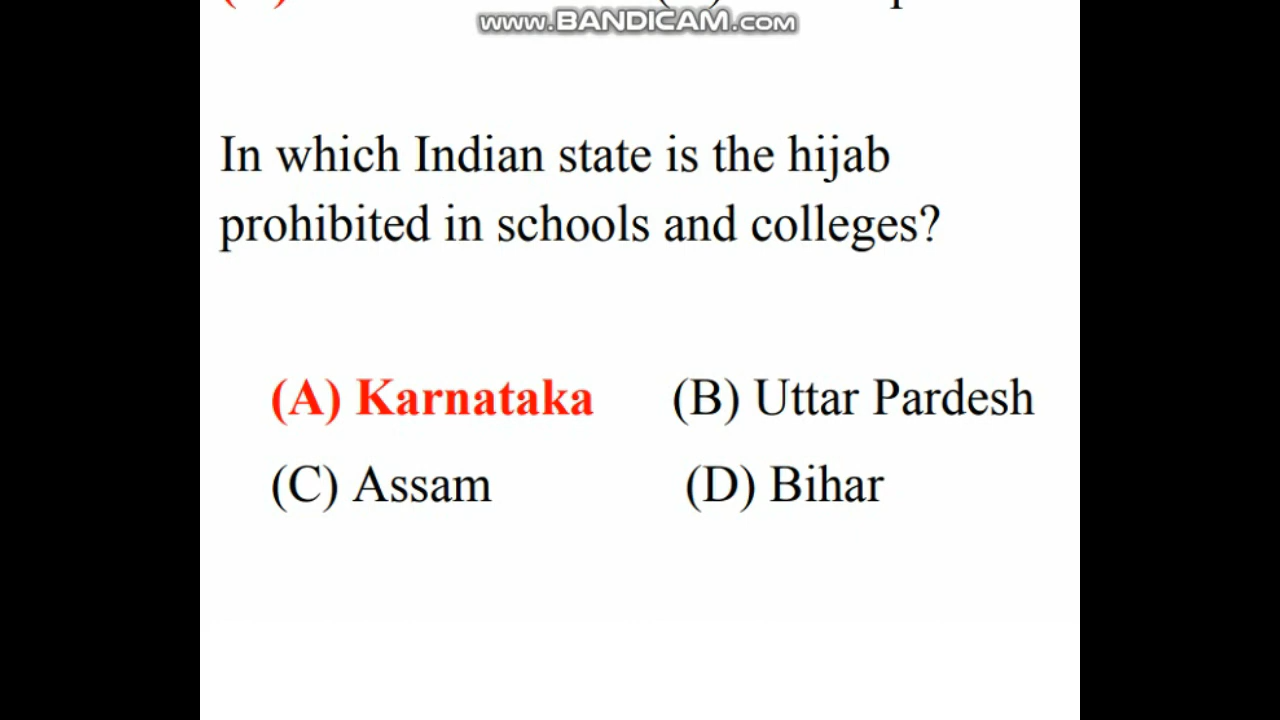 www.BANDICAM.com
In which Indian state is the hijab
prohibited in schools and colleges?
(A) Karnataka (B) Uttar Pardesh
(C) Assam (D) Bihar